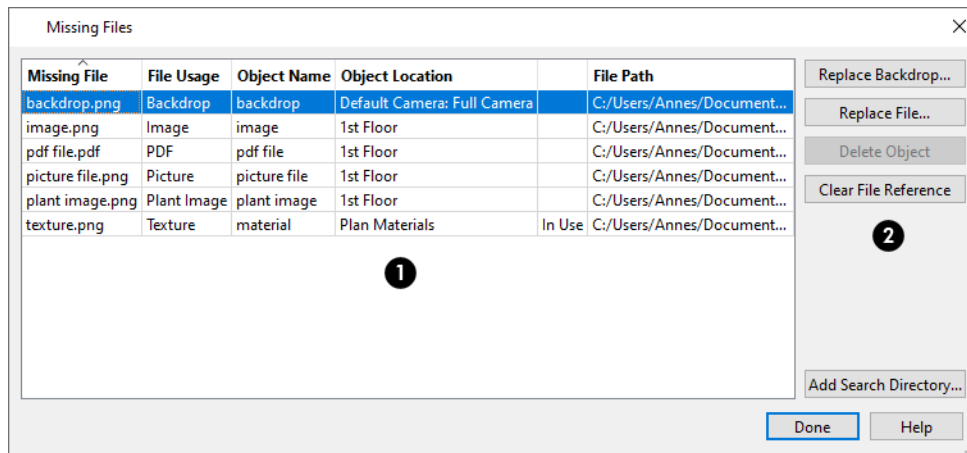 Missing Files
Missing File File Usage Object Name Object Location File Path
backdrop.png Backdrop backdrop Default Camera: Full Camera C:/Users/Annes/Document...
image.png Image image 1st Floor C:/Users/Annes/Document...
pdf file.pdf PDF pdf file 1st Floor C:/Users/Annes/Document...
picture file.png Picture picture file 1st Floor C:/Users/Annes/Document...
plant image.png Plant Image plant image 1st Floor C:/Users/Annes/Document...
texture.png Texture material Plan Materials In Use C:/Users/Annes/Document...
1
Replace Backdrop...
Replace File...
Delete Object
Clear File Reference
2
Add Search Directory...
Done Help